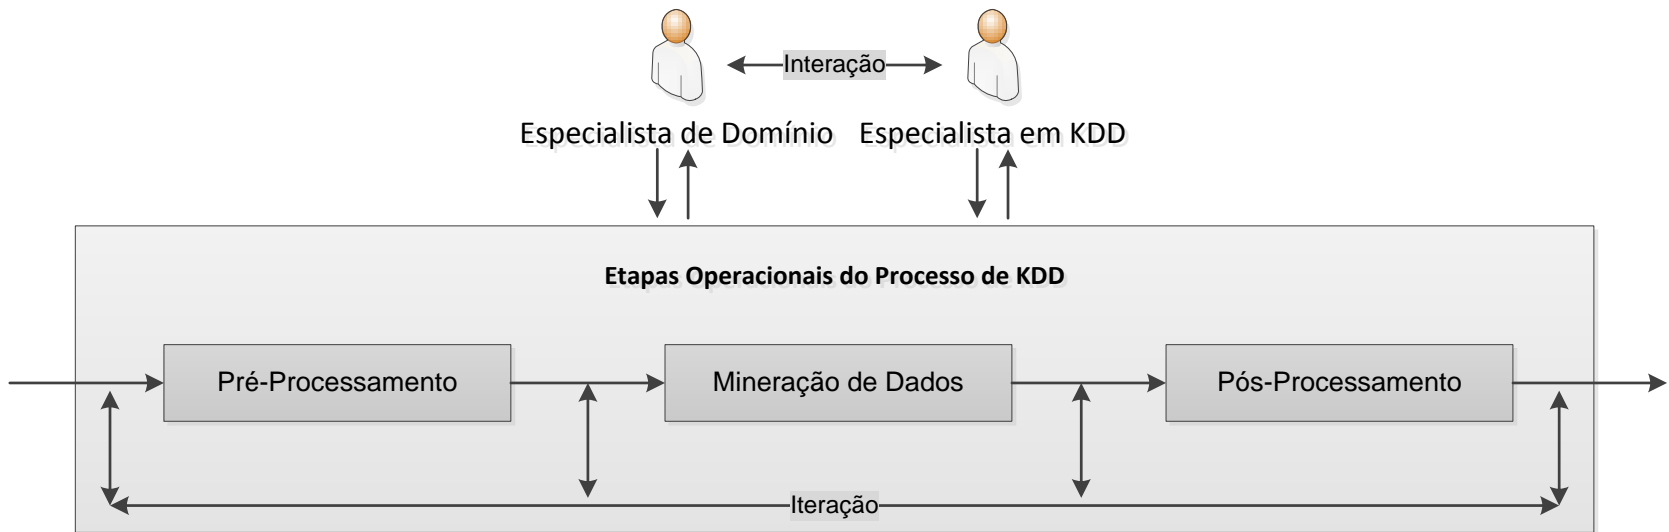 Interação
Especialista de Domínio
Especialista em KDD
Etapas Operacionais do Processo de KDD
Pré-Processamento
Mineração de Dados
Pós-Processamento
Iteração